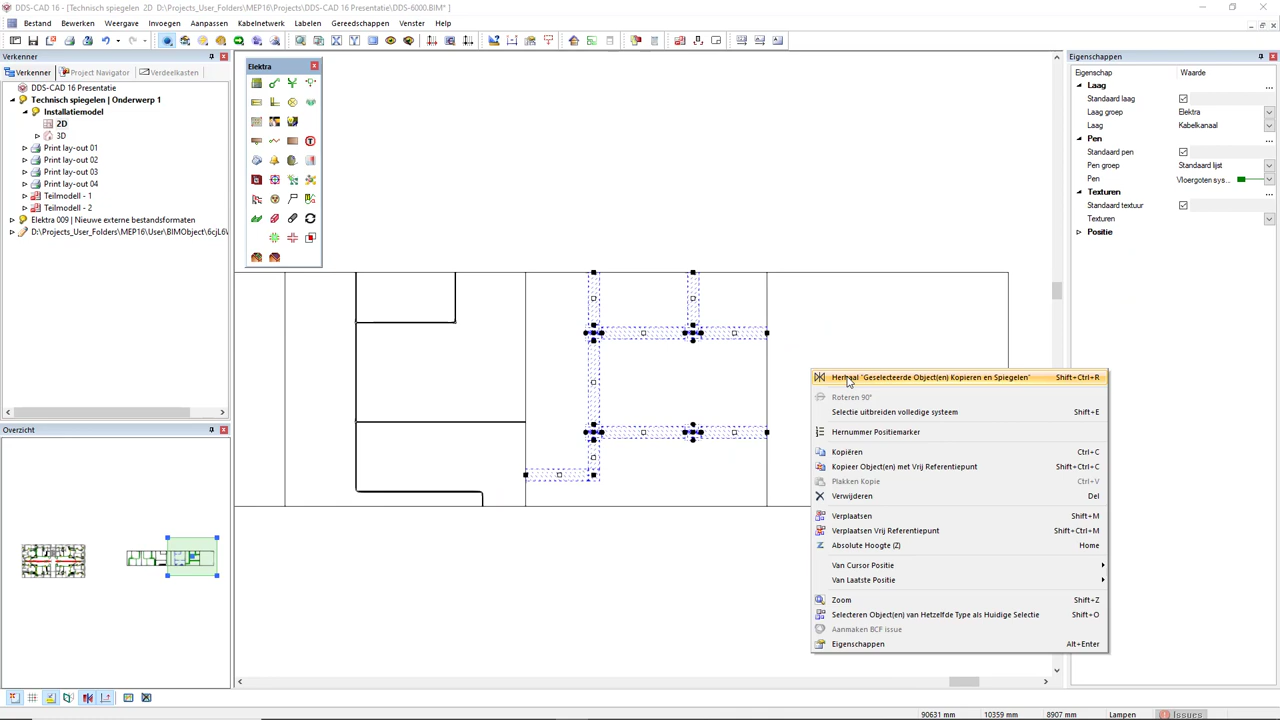 DDS-CAD 16 - [Technisch spiegelen  2D  D:\Projects_User_Folders\MEP16\Projects\DDS-CAD 16 Presentatie\DDS-6000.BIM* ]
Bestand Bewerken Weergave Invoegen Aanpassen Kabelnetwerk Labelen Gereedschappen Venster Help
Verkenner
Verkenner Project Navigator Verdeelkasten
DDS-CAD 16 Presentatie
Technisch spiegelen | Onderwerp 1
Installatiemodel
2D
3D
Print lay-out 01
Print lay-out 02
Print lay-out 03
Print lay-out 04
Teilmodell - 1
Teilmodell - 2
Elektra 009 | Nieuwe externe bestandsformaten
D:\Projects_User_Folders\MEP16\BIMObject\6cjL6V
Overzicht
Elektra
Herhaal "Geselecteerde Object(en) Kopieren en Spiegelen" Shift+Ctrl+R
Roteren 90°
Selectie uitbreiden volledige systeem Shift+E
Hernummer Positiemarker
Kopiëren Ctrl+C
Kopieer Object(en) met Vrij Referentiepunt Shift+Ctrl+C
Plakken Kopie Ctrl+V
Verwijderen Del
Verplaatsen Shift+M
Verplaatsen Vrij Referentiepunt Shift+Ctrl+M
Absolute Hoogte (Z) Home
Van Cursor Positie
Van Laatste Positie
Zoom Shift+Z
Selecteren Object(en) van Hetzelfde Type als Huidige Selectie Shift+O
Aanmaken BCF issue
Eigenschappen Alt+Enter
Eigenschappen
Eigenschap Waarde
Laag ...
Standaard laag
Laag groep Elektra
Laag Kabelkanaal
Pen ...
Standaard pen
Pen groep Standaard lijst
Pen Vloergoten sys...
Texturen ...
Standaard textuur
Texturen
Positie
90631 mm 10359 mm 8907 mm Lampen Issues